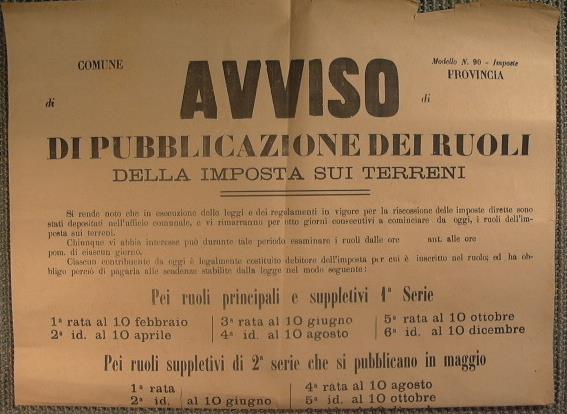 COMUNE
di
AVVISO
Modello N. 90 - Imposte
PROVINCIA
di
DI PUBBLICAZIONE DEI RUOLI
DELLA IMPOSTA SUI TERRENI
Si rende noto che in esecuzione delle leggi e dei regolamenti in vigore per la riscossione delle imposte dirette sono
stati depositati nell'ufficio comunale, e vi rimarranno per otto giorni consecutivi a cominciare da oggi, i ruoli dell'im-
posta sui terreni.
Chiunque vi abbia interesse può durante tale periodo esaminare i ruoli dalle ore ant. alle ore
pom. di ciascun giorno.
Ciascun contribuente da oggi è legalmente costituito debitore dell'imposta per cui è inscritto nel ruolo; ed ha ob-
bligo perciò di pagarla alle scadenze stabilite dalla legge nel modo seguente:
Pei ruoli principali e suppletivi 1ª Serie
1ª rata al 10 febbraio
2ª id. al 10 aprile
3ª rata al 10 giugno
4ª id. al 10 agosto
5ª rata al 10 ottobre
6ª id. al 10 dicembre
Pei ruoli suppletivi di 2ª serie che si pubblicano in maggio
1ª rata
2ª id. al 10 giugno
4ª rata al 10 agosto
5ª id. al 10 ottobre